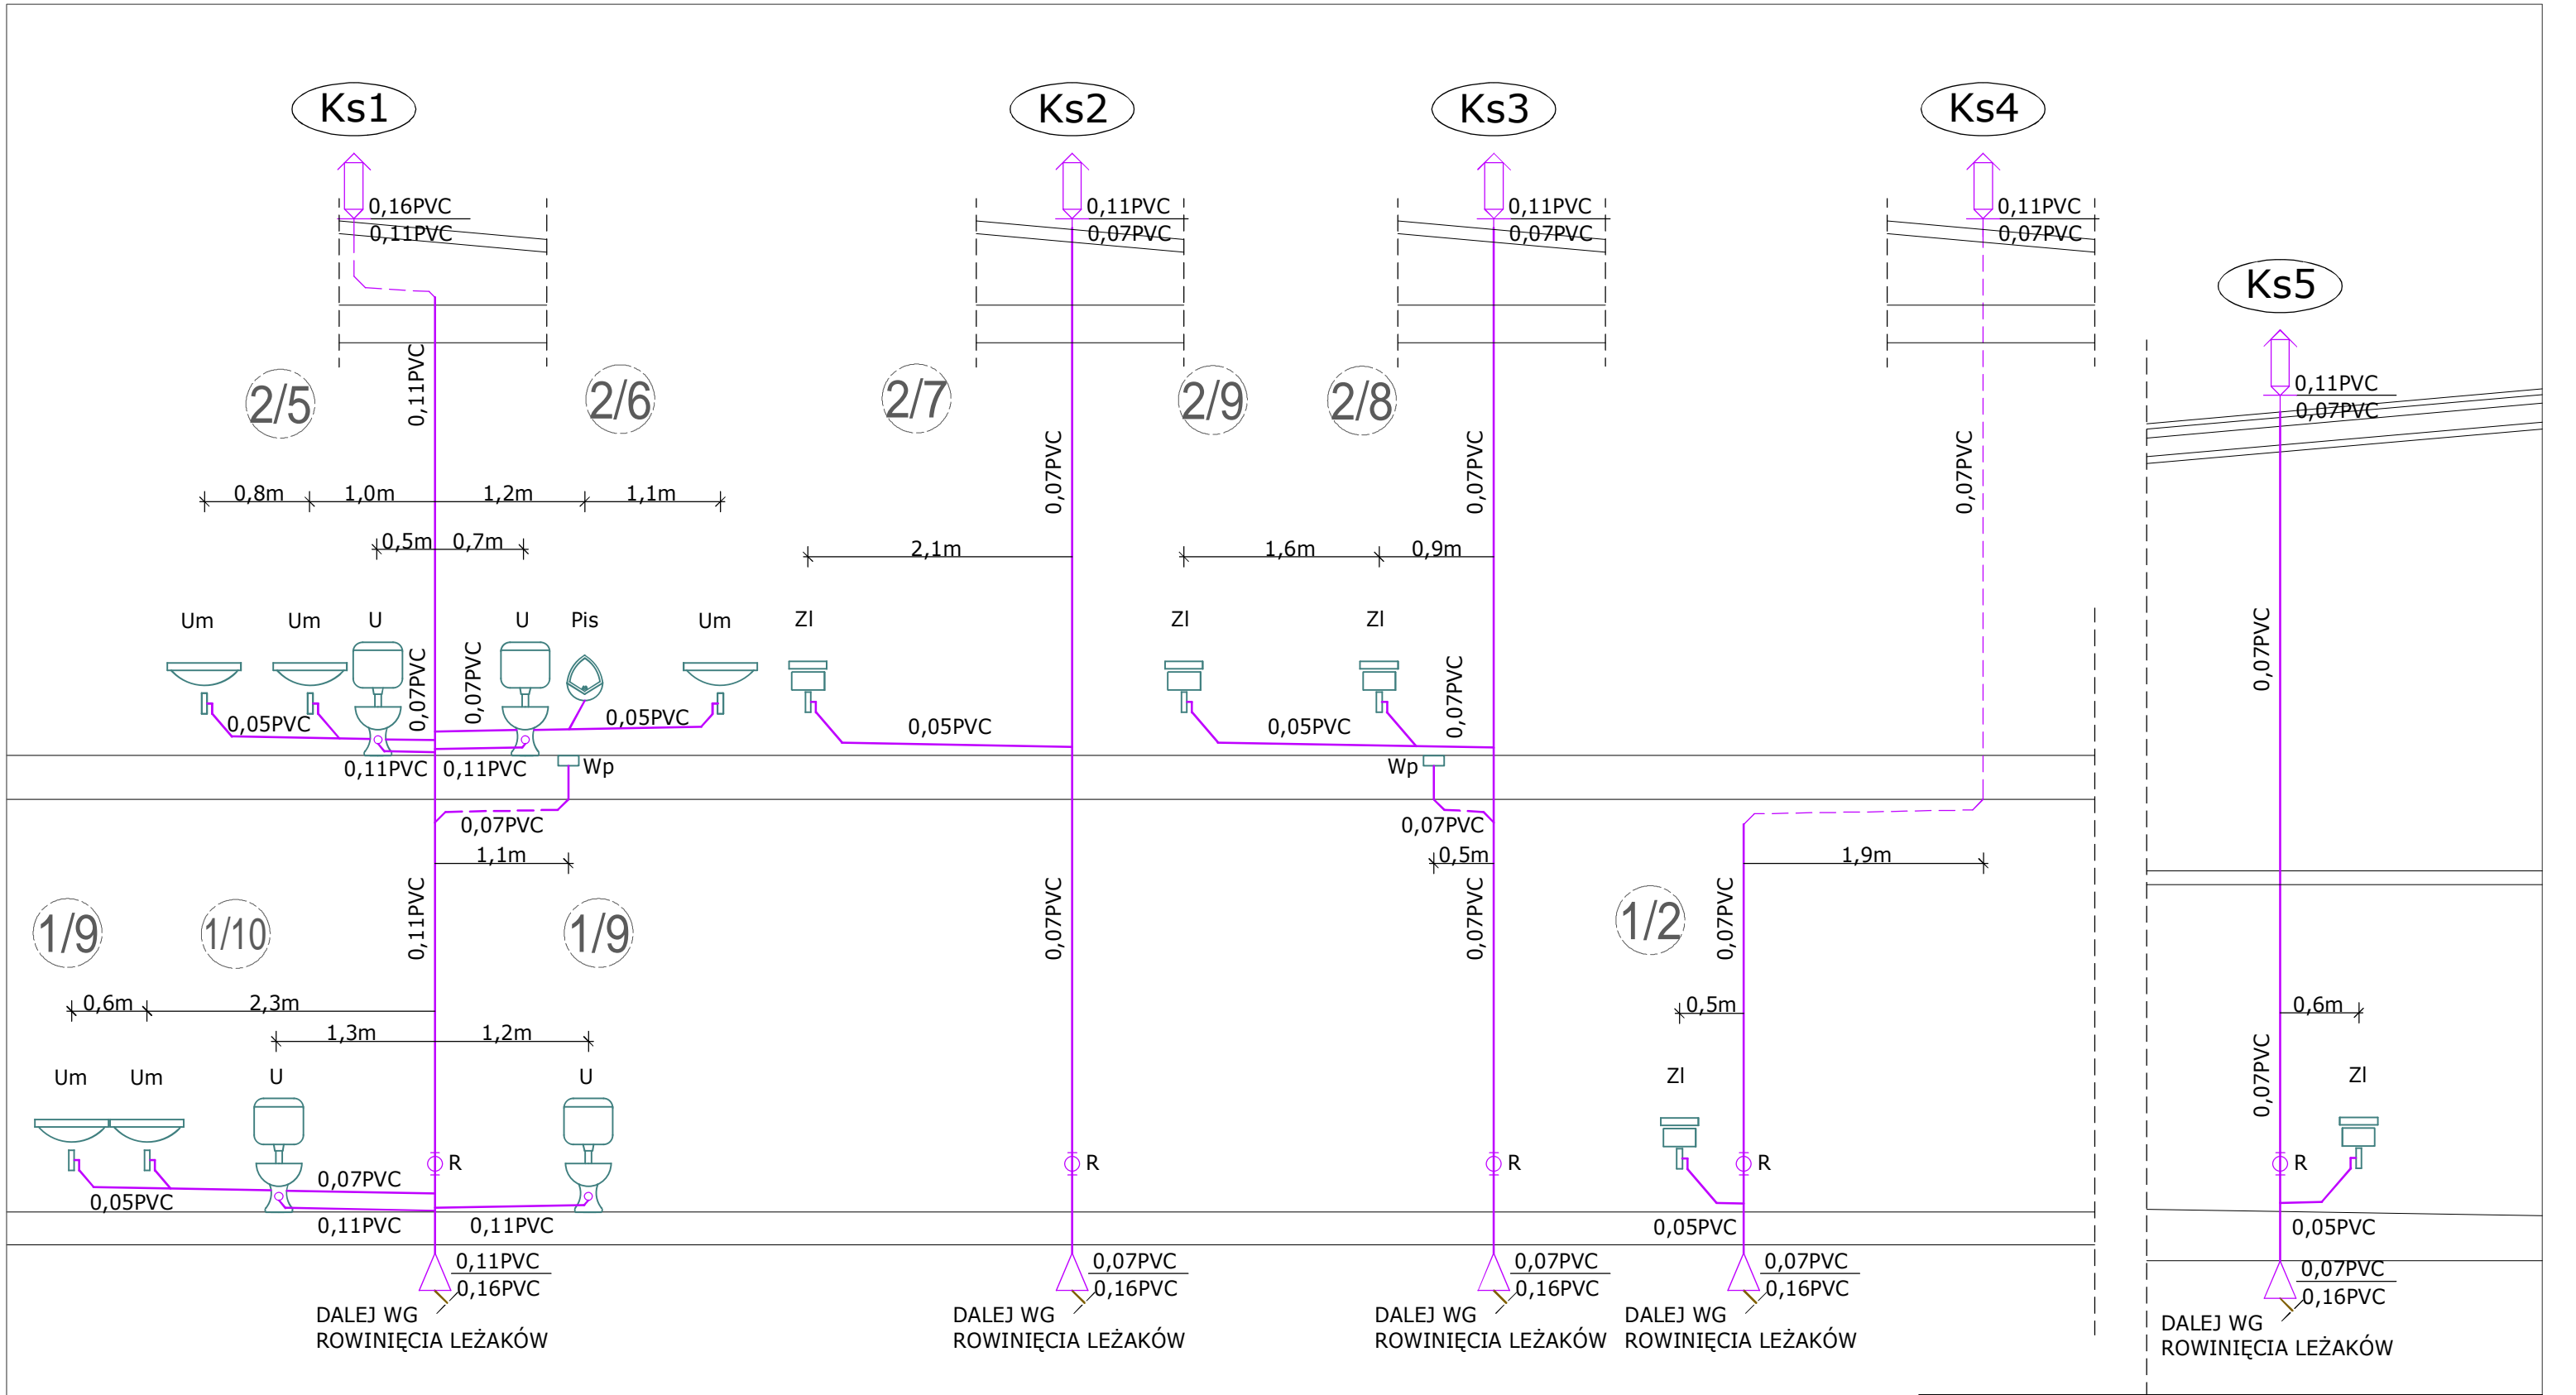 Ks1
Ks2
Ks3
Ks4
Ks5
0,16PVC
0,11PVC
0,11PVC
0,07PVC
0,11PVC
0,07PVC
0,11PVC
0,07PVC
0,11PVC
0,07PVC
2/5
0,11PVC
2/6
2/7
2/9
2/8
0,07PVC
0,07PVC
0,07PVC
0,8m
1,0m
1,2m
1,1m
0,5m
0,7m
2,1m
1,6m
0,9m
Um
Um
U
U
Pis
Um
Zl
Zl
Zl
0,07PVC
0,07PVC
0,07PVC
0,07PVC
0,05PVC
0,05PVC
0,05PVC
0,05PVC
0,11PVC
0,11PVC
Wp
Wp
0,07PVC
0,07PVC
1,1m
0,5m
1,9m
1/9
1/10
0,11PVC
1/9
0,07PVC
0,07PVC
1/2
0,07PVC
0,6m
2,3m
1,3m
1,2m
0,5m
0,6m
0,07PVC
Um
Um
U
U
Zl
Zl
R
R
R
R
R
0,07PVC
0,05PVC
0,11PVC
0,11PVC
0,05PVC
0,05PVC
0,11PVC
0,16PVC
0,07PVC
0,16PVC
0,07PVC
0,16PVC
0,07PVC
0,16PVC
0,07PVC
0,16PVC
DALEJ WG
ROWINIĘCIA LEŻAKÓW
DALEJ WG
ROWINIĘCIA LEŻAKÓW
DALEJ WG
ROWINIĘCIA LEŻAKÓW
DALEJ WG
ROWINIĘCIA LEŻAKÓW
DALEJ WG
ROWINIĘCIA LEŻAKÓW